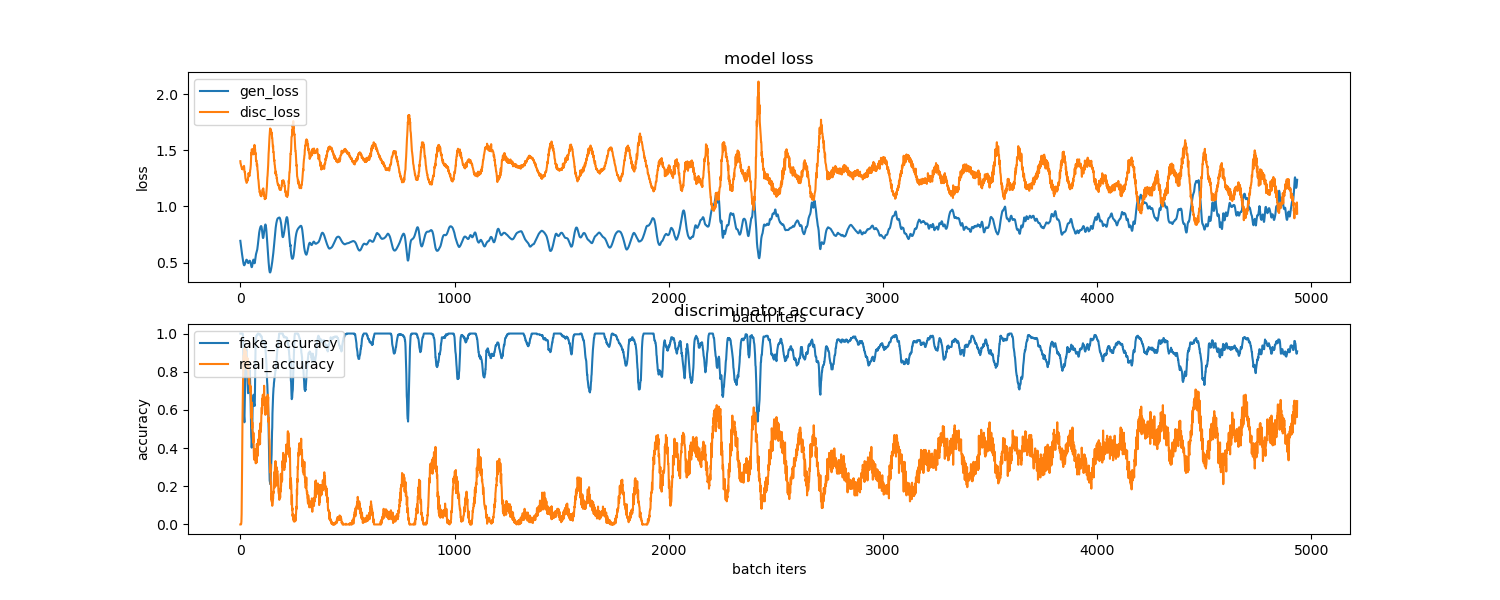 model loss
gen_loss
disc_loss
2.0
1.5
1.0
0.5
loss
0 1000 2000 3000 4000 5000
batch iters
discriminator accuracy
fake_accuracy
real_accuracy
1.0
0.8
0.6
0.4
0.2
0.0
accuracy
0 1000 2000 3000 4000 5000
batch iters